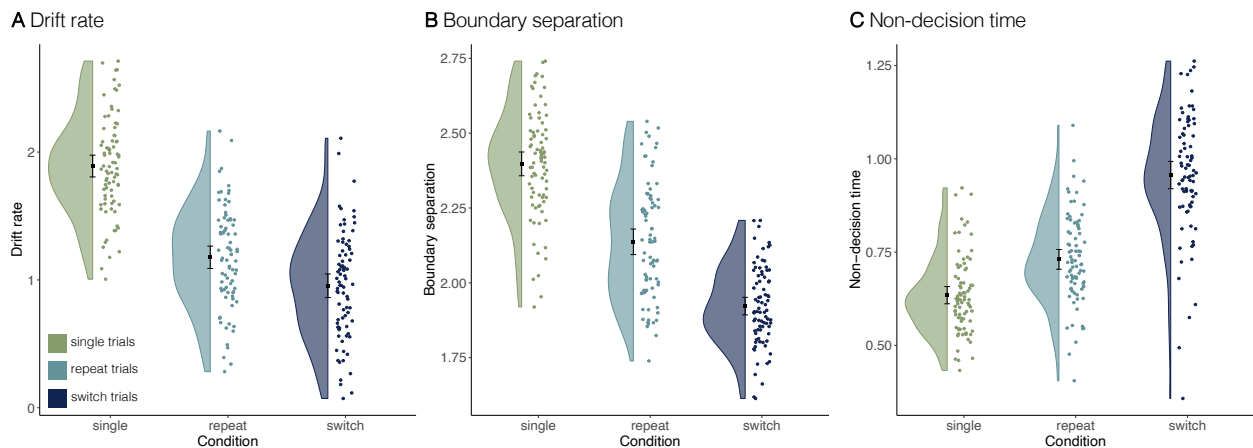 A Drift rate
Drift rate
2
1
0
single trials
repeat trials
switch trials
single
repeat
switch
Condition
B Boundary separation
Boundary separation
2.75
2.50
2.25
2.00
1.75
single
repeat
switch
Condition
C Non-decision time
Non−decision time
1.25
1.00
0.75
0.50
single
repeat
switch
Condition